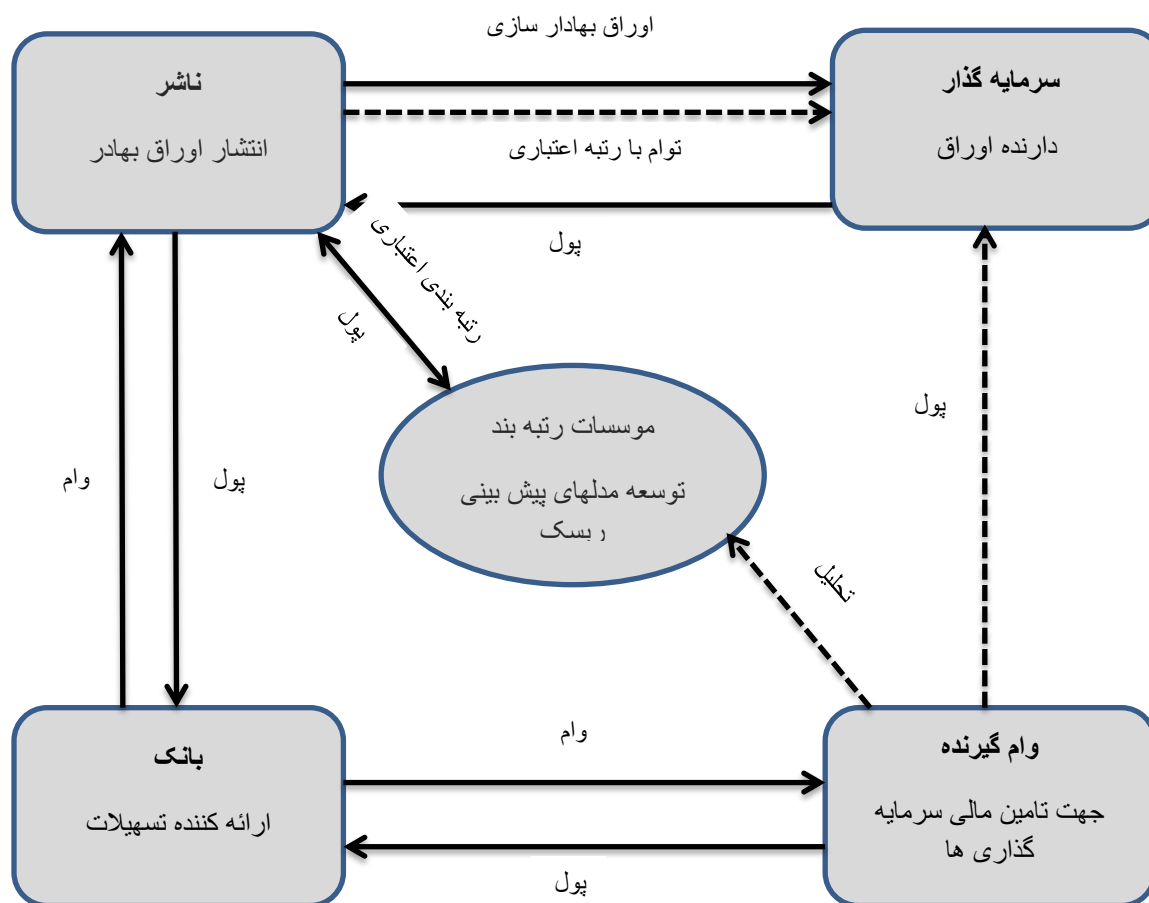 اوراق بهادار سازی
ناشر
انتشار اوراق بهادر
سرمایه گذار
دارنده اوراق
توام با رتبه اعتباری
پول
رتبه بندی اعتباری
پول
موسسات رتبه بند
توسعه مدلهای پیش بینی
ریسک
پول
وام
پول
تحلیل
بانک
ارائه کننده تسهیلات
وام
پول
وام گیرنده
جهت تامین مالی سرمایه
گذاری ها